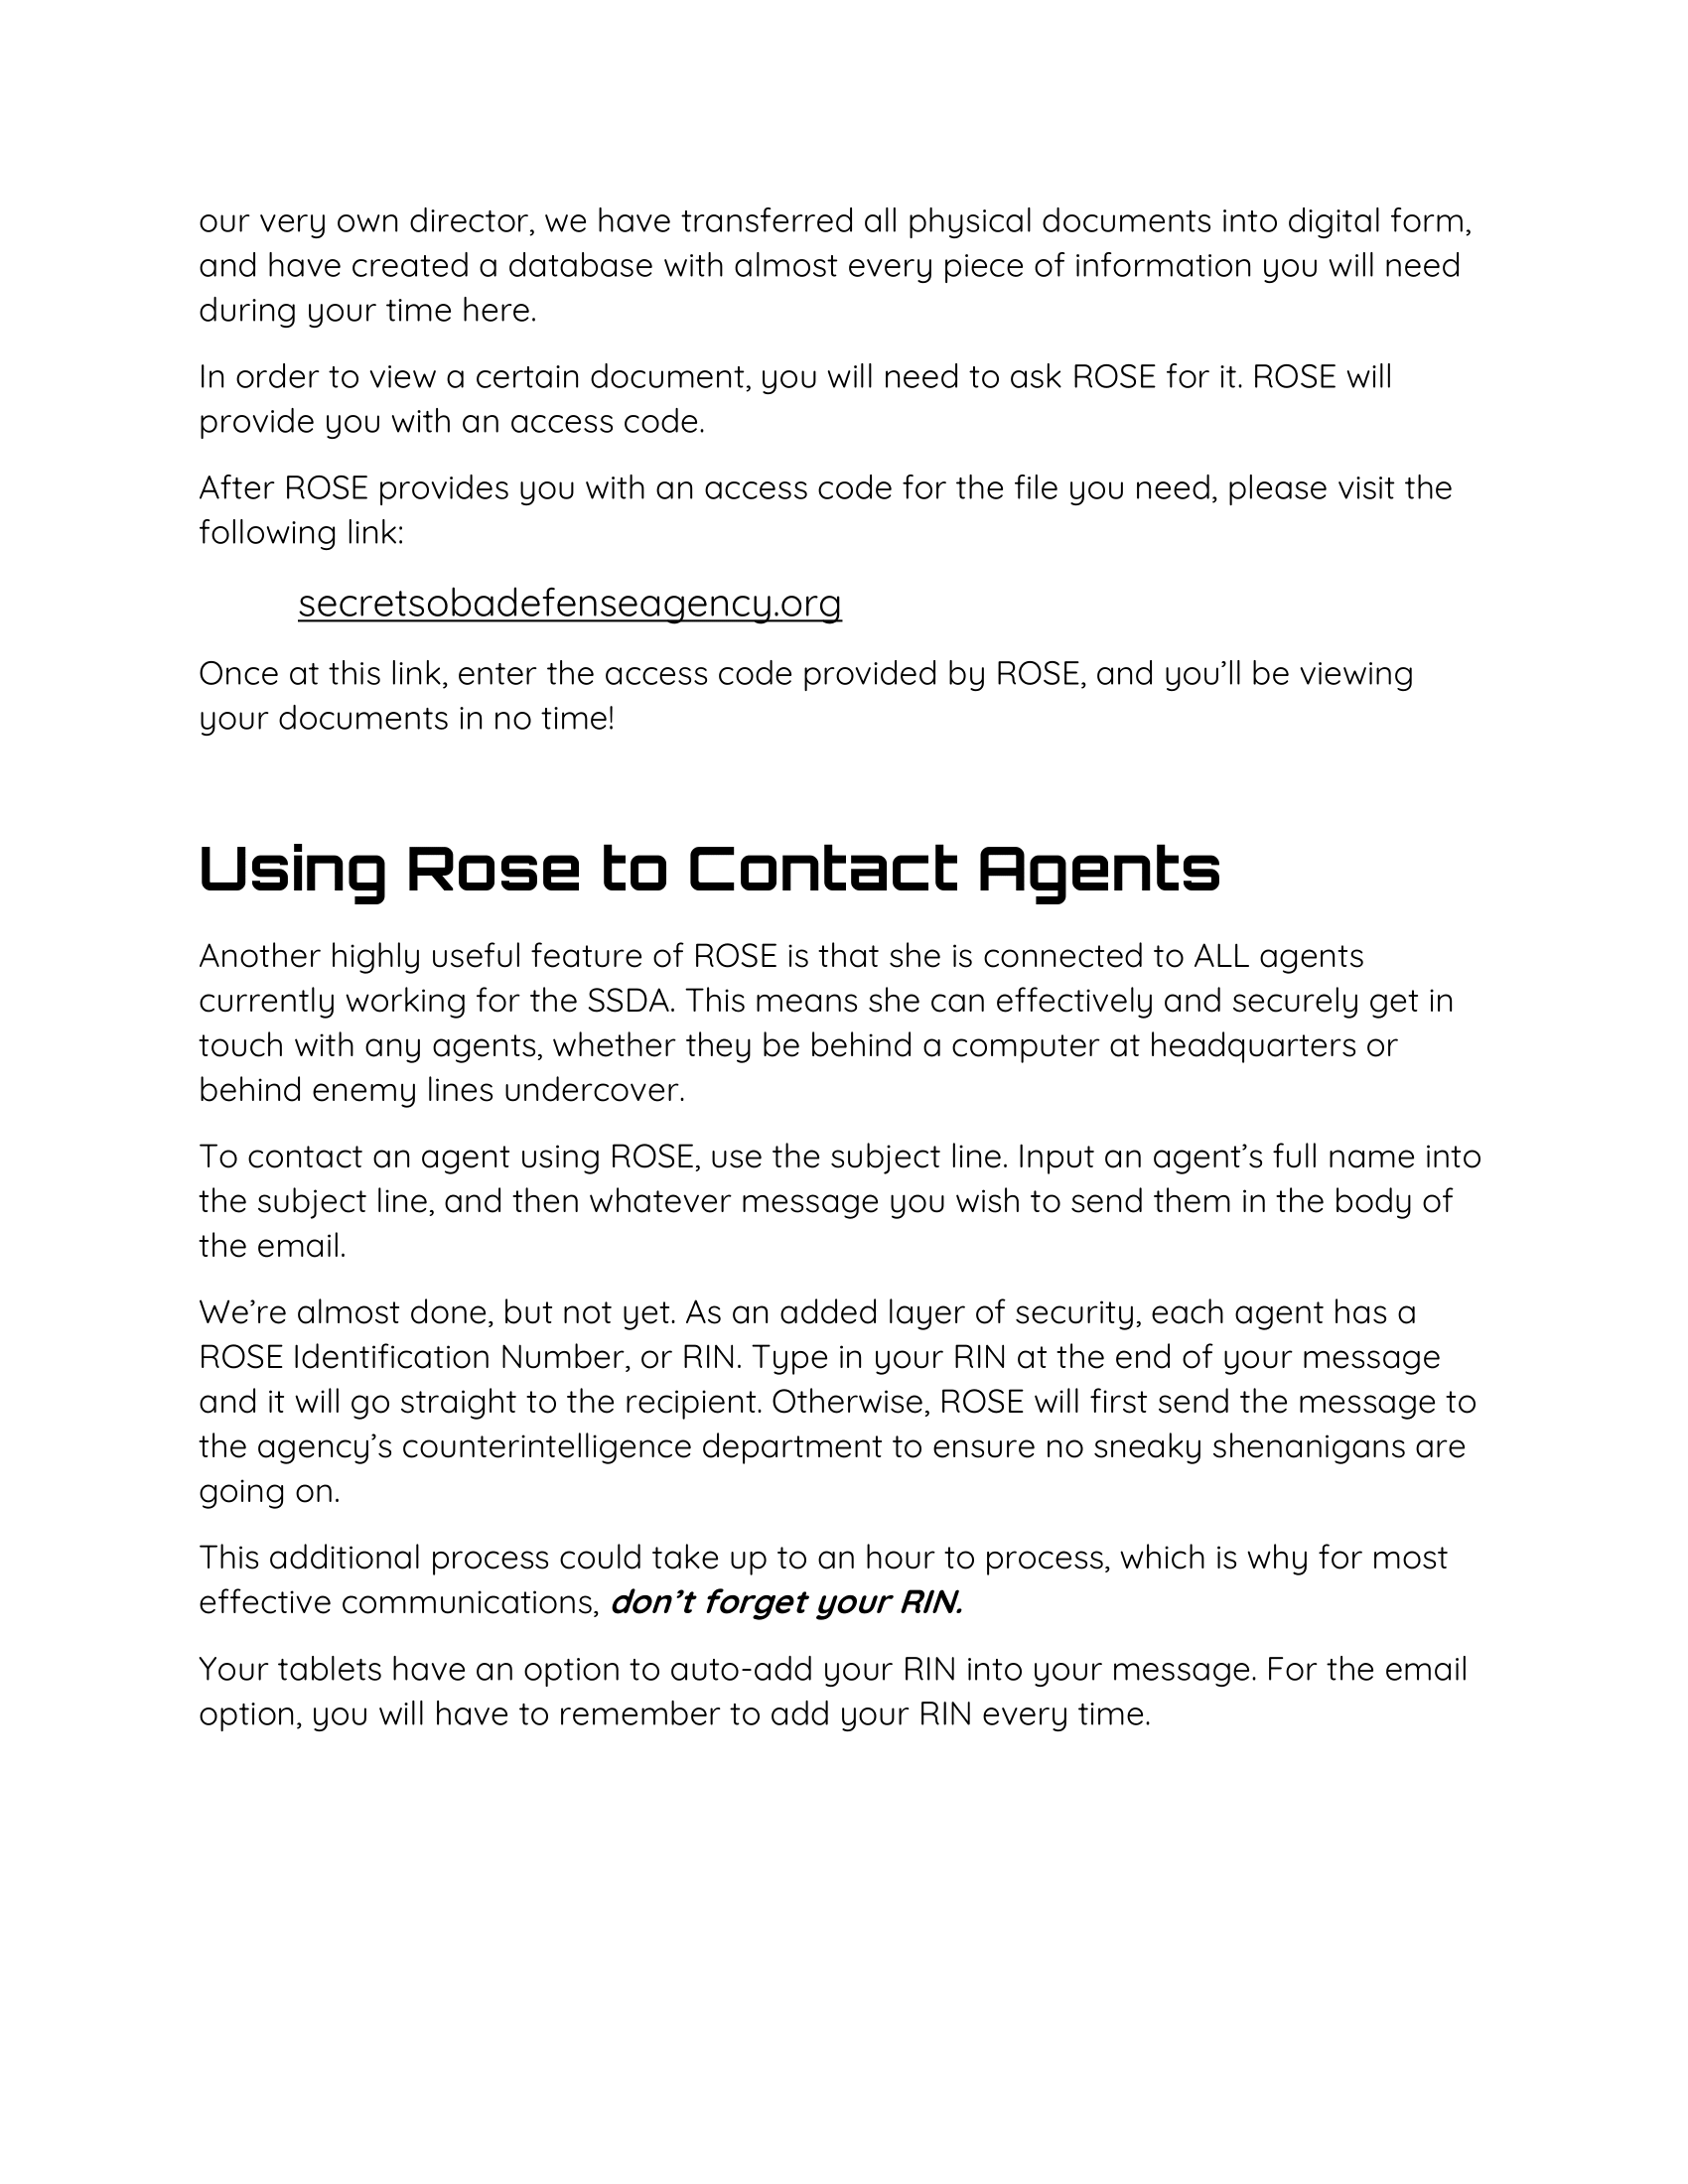 our very own director, we have transferred all physical documents into digital form,
and have created a database with almost every piece of information you will need
during your time here.
In order to view a certain document, you will need to ask ROSE for it. ROSE will
provide you with an access code.
After ROSE provides you with an access code for the file you need, please visit the
following link:
secretsobadefenseagency.org
Once at this link, enter the access code provided by ROSE, and you’ll be viewing
your documents in no time!
Using Rose to Contact Agents
Another highly useful feature of ROSE is that she is connected to ALL agents
currently working for the SSDA. This means she can effectively and securely get in
touch with any agents, whether they be behind a computer at headquarters or
behind enemy lines undercover.
To contact an agent using ROSE, use the subject line. Input an agent’s full name into
the subject line, and then whatever message you wish to send them in the body of
the email.
We’re almost done, but not yet. As an added layer of security, each agent has a
ROSE Identification Number, or RIN. Type in your RIN at the end of your message
and it will go straight to the recipient. Otherwise, ROSE will first send the message to
the agency’s counterintelligence department to ensure no sneaky shenanigans are
going on.
This additional process could take up to an hour to process, which is why for most
effective communications, don’t forget your RIN.
Your tablets have an option to auto-add your RIN into your message. For the email
option, you will have to remember to add your RIN every time.